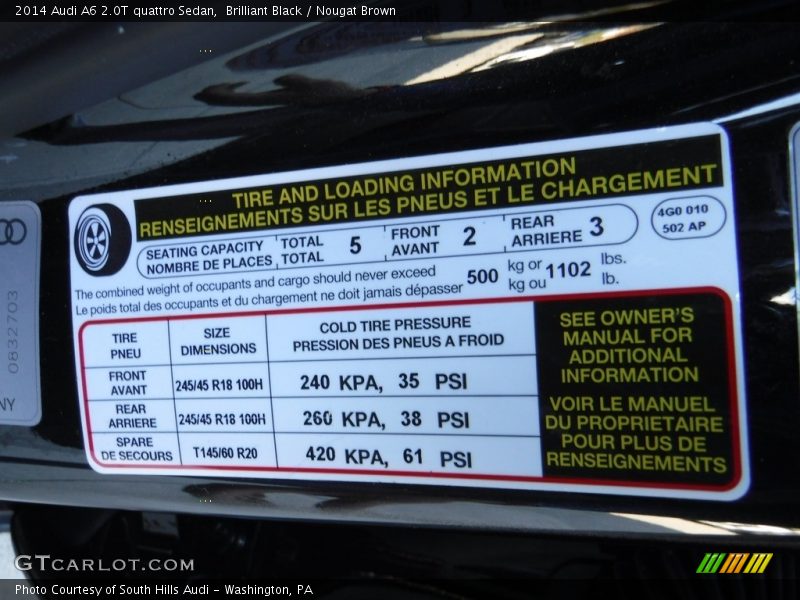 2014 Audi A6 2.0T quattro Sedan,  Brilliant Black / Nougat Brown
TIRE AND LOADING INFORMATION
RENSEIGNEMENTS SUR LES PNEUS ET LE CHARGEMENT
SEATING CAPACITY TOTAL 5 FRONT 2 REAR 3
NOMBRE DE PLACES TOTAL AVANT ARRIERE
4G0 010
502 AP
The combined weight of occupants and cargo should never exceed 500 kg or 1102 lbs.
Le poids total des occupants et du chargement ne doit jamais dépasser kg ou lb.
TIRE SIZE COLD TIRE PRESSURE
PNEU DIMENSIONS PRESSION DES PNEUS A FROID
FRONT
AVANT 245/45 R18 100H 240 KPA, 35 PSI
REAR
ARRIERE 245/45 R18 100H 260 KPA, 38 PSI
SPARE
DE SECOURS T145/60 R20 420 KPA, 61 PSI
SEE OWNER'S
MANUAL FOR
ADDITIONAL
INFORMATION
VOIR LE MANUEL
DU PROPRIETAIRE
POUR PLUS DE
RENSEIGNEMENTS
0832703
NY
GTCARLOT.COM
Photo Courtesy of South Hills Audi - Washington, PA